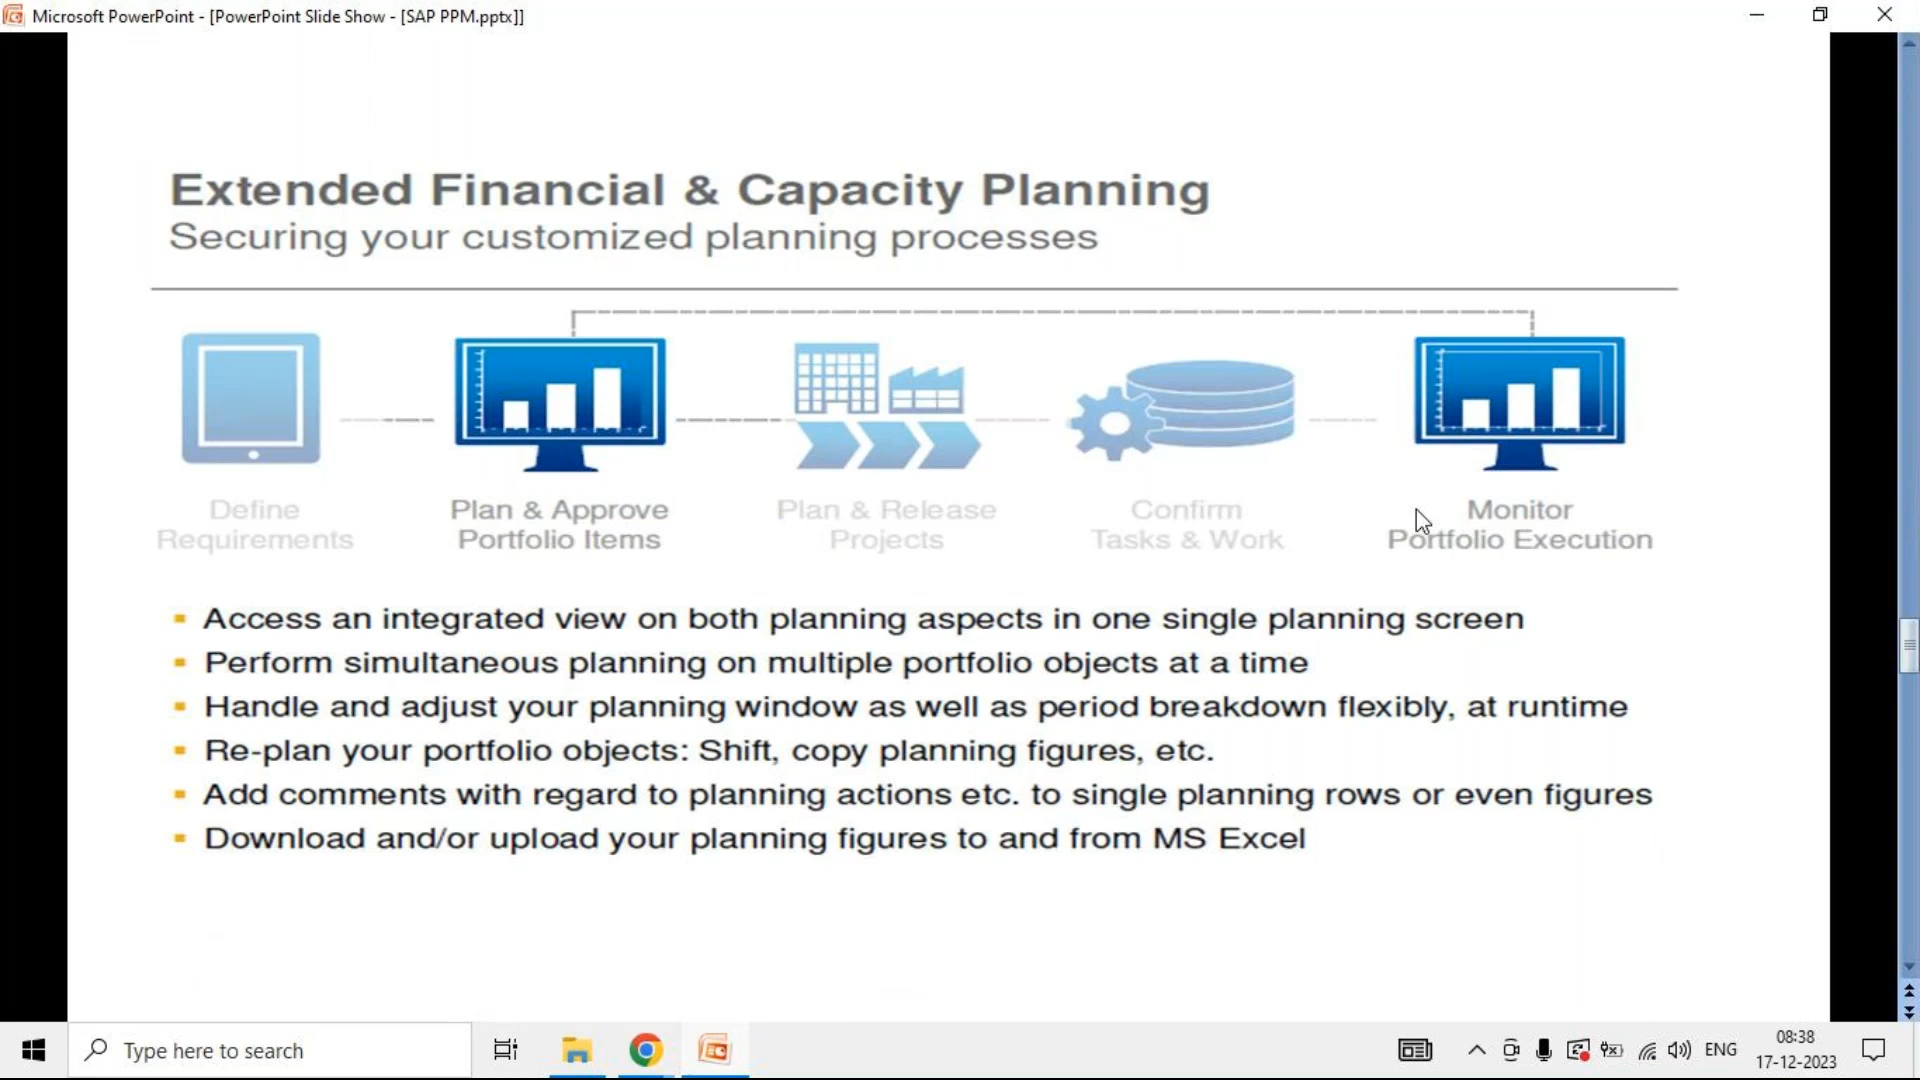 Microsoft PowerPoint - [PowerPoint Slide Show - [SAP PPM.pptx]]
Extended Financial & Capacity Planning
Securing your customized planning processes
Define
Requirements
Plan & Approve
Portfolio Items
Plan & Release
Projects
Confirm
Tasks & Work
Monitor
Portfolio Execution
Access an integrated view on both planning aspects in one single planning screen
Perform simultaneous planning on multiple portfolio objects at a time
Handle and adjust your planning window as well as period breakdown flexibly, at runtime
Re-plan your portfolio objects: Shift, copy planning figures, etc.
Add comments with regard to planning actions etc. to single planning rows or even figures
Download and/or upload your planning figures to and from MS Excel
Type here to search
ENG
08:38
17-12-2023